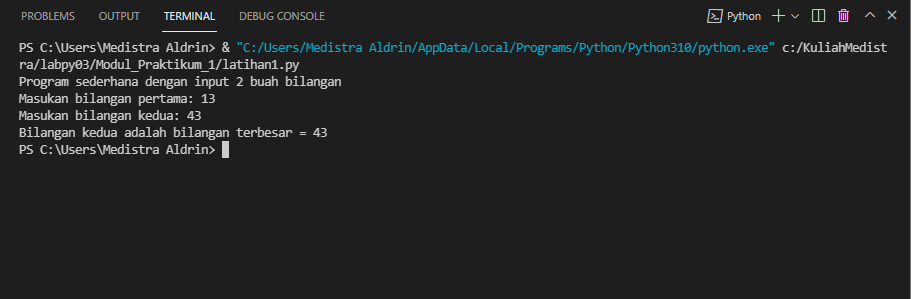 PROBLEMS OUTPUT TERMINAL DEBUG CONSOLE Python
PS C:\Users\Medistra Aldrin> & "C:/Users/Medistra Aldrin/AppData/Local/Programs/Python/Python310/python.exe" c:/KuliahMedist
ra/labpy03/Modul_Praktikum_1/latihan1.py
Program sederhana dengan input 2 buah bilangan
Masukan bilangan pertama: 13
Masukan bilangan kedua: 43
Bilangan kedua adalah bilangan terbesar = 43
PS C:\Users\Medistra Aldrin>